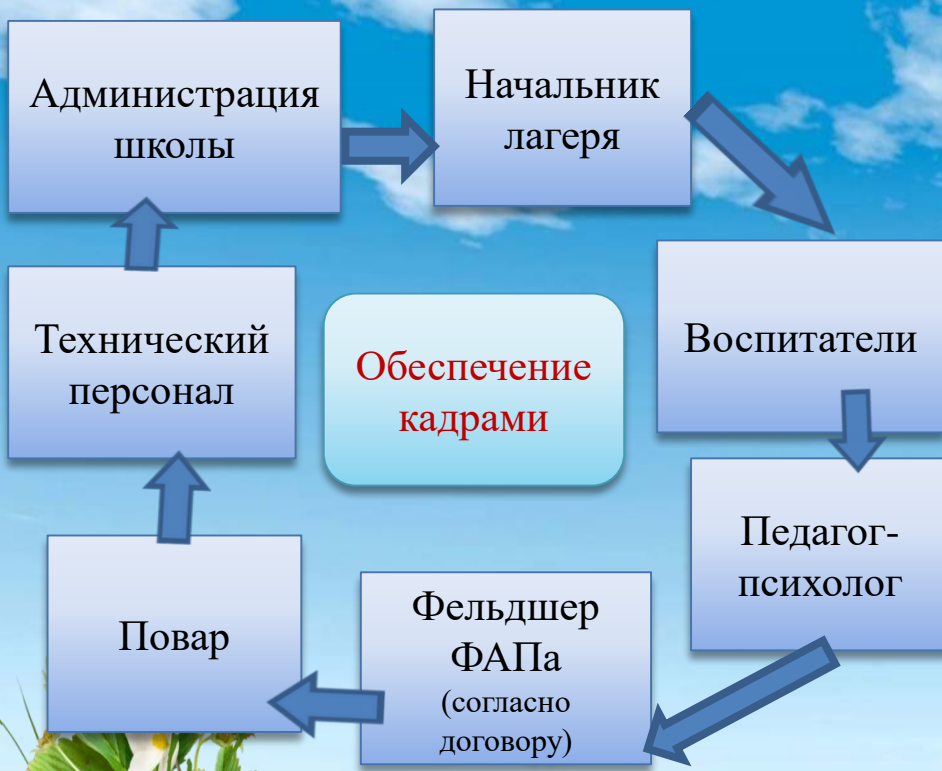 Администрация
школы
Начальник
лагеря
Воспитатели
Педагог-
психолог
Фельдшер
ФАПа
(согласно
договору)
Повар
Технический
персонал
Обеспечение
кадрами